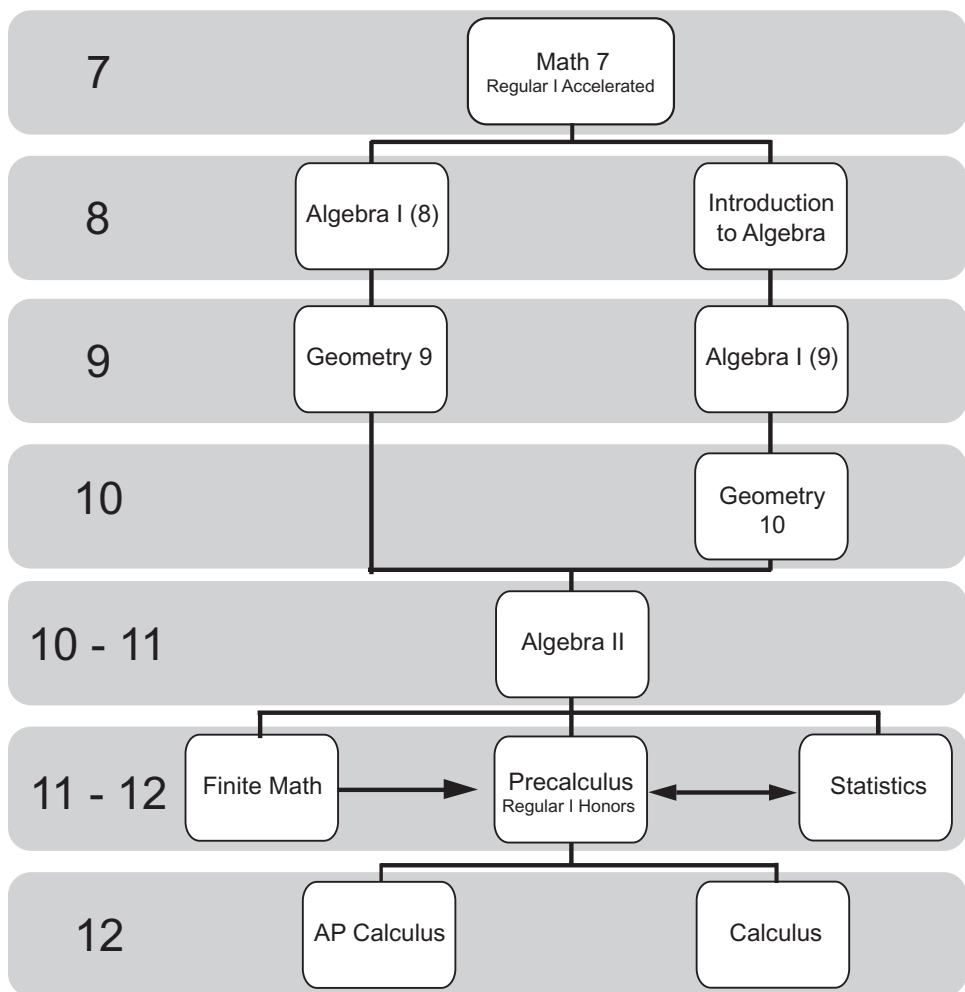 7
Math 7
Regular I Accelerated
8
Algebra I (8)
Introduction
to Algebra
9
Geometry 9
Algebra I (9)
10
Geometry
10
10 - 11
Algebra II
11 - 12
Finite Math
Precalculus
Regular I Honors
Statistics
12
AP Calculus
Calculus